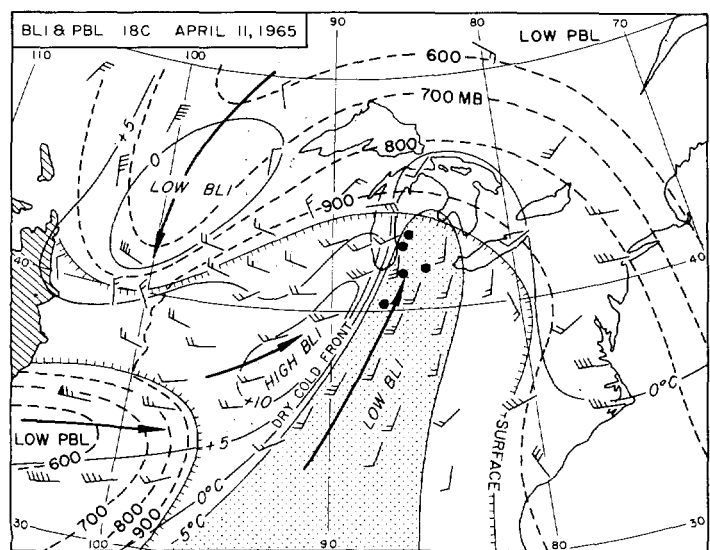 BLI & PBL 18C APRIL 11, 1965
LOW PBL
70
110
100
90
80
600
700 MB
800
900
+5
0
LOW BLI
4
40
40
HIGH BLI
+10
DRY COLD FRONT
LOW BLI
SURFACE
0°C
LOW PBL
600
+5
0°C
5°C
700
800
900
30
100
90
80
30